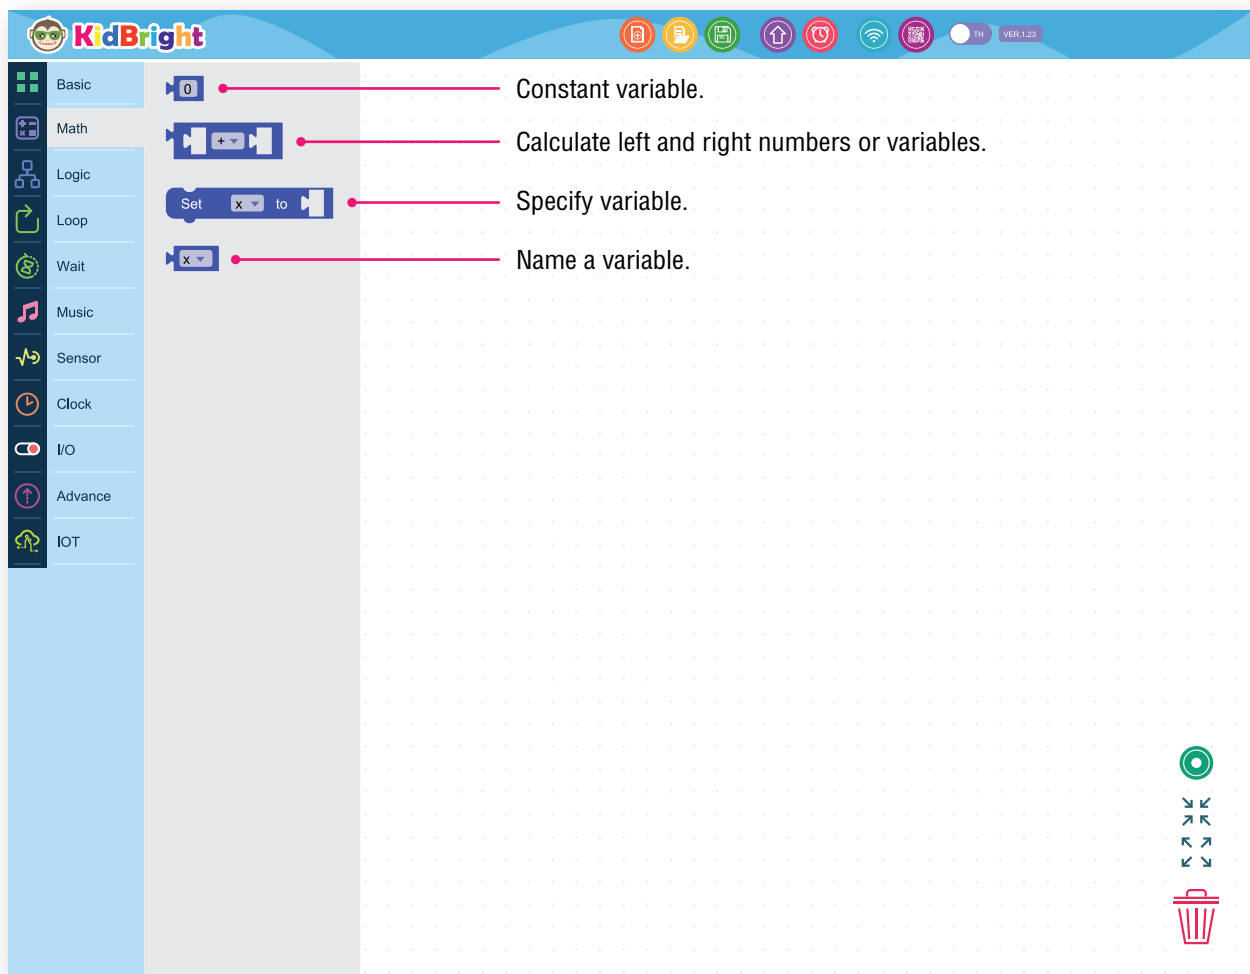 KidBright
TH
VER.1.23
Basic
Math
Logic
Loop
Wait
Music
Sensor
Clock
I/O
Advance
IOT
0
Constant variable.
+
Calculate left and right numbers or variables.
Set x to
Specify variable.
x
Name a variable.